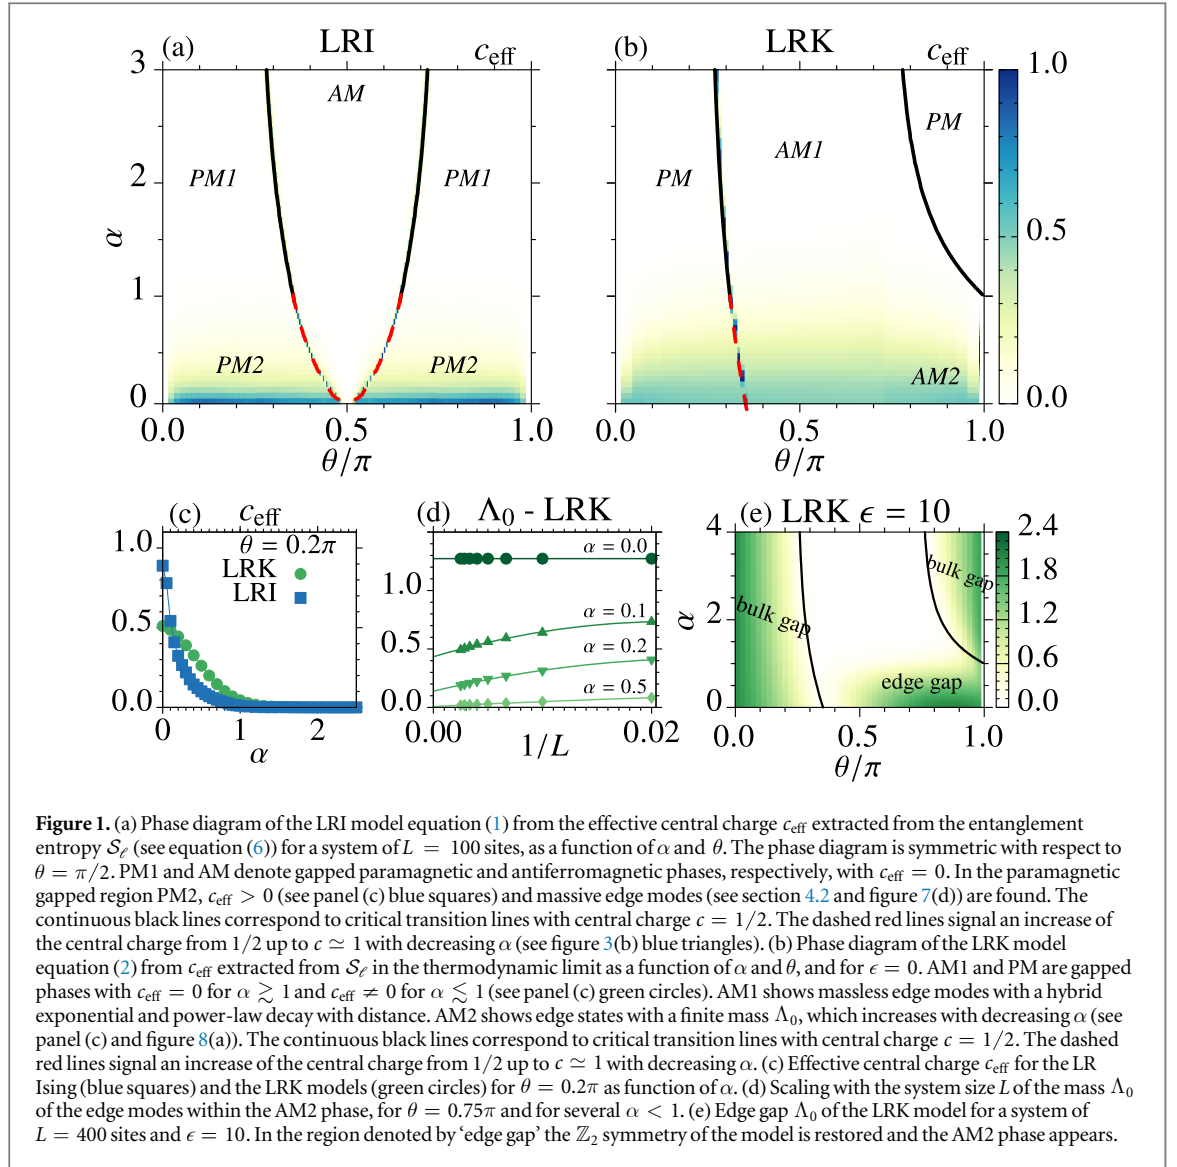 (a) LRI c_eff
3
2
1
0
α
AM
PM1 PM1
PM2 PM2
0.0 0.5 1.0
θ/π
(b) LRK c_eff
PM AM1 PM
AM2
0.0 0.5 1.0
θ/π
1.0
0.5
0.0
(c) c_eff
θ = 0.2π
LRK
LRI
1.0
0.5
0.0
0 1 2
α
(d) Λ₀ - LRK
α = 0.0
α = 0.1
α = 0.2
α = 0.5
1.0
0.5
0.0
0.00 0.02
1/L
(e) LRK ϵ = 10
4
2
0
α
bulk gap
bulk gap
edge gap
0.0 0.5 1.0
θ/π
2.4
1.8
1.2
0.6
0.0
Figure 1. (a) Phase diagram of the LRI model equation (1) from the effective central charge c_eff extracted from the entanglement
entropy 𝒮_ℓ (see equation (6)) for a system of L = 100 sites, as a function of α and θ. The phase diagram is symmetric with respect to
θ = π/2. PM1 and AM denote gapped paramagnetic and antiferromagnetic phases, respectively, with c_eff = 0. In the paramagnetic
gapped region PM2, c_eff > 0 (see panel (c) blue squares) and massive edge modes (see section 4.2 and figure 7(d)) are found. The
continuous black lines correspond to critical transition lines with central charge c = 1/2. The dashed red lines signal an increase of
the central charge from 1/2 up to c ≃ 1 with decreasing α (see figure 3(b) blue triangles). (b) Phase diagram of the LRK model
equation (2) from c_eff extracted from 𝒮_ℓ in the thermodynamic limit as a function of α and θ, and for ϵ = 0. AM1 and PM are gapped
phases with c_eff = 0 for α ≳ 1 and c_eff ≠ 0 for α ≲ 1 (see panel (c) green circles). AM1 shows massless edge modes with a hybrid
exponential and power-law decay with distance. AM2 shows edge states with a finite mass Λ₀, which increases with decreasing α (see
panel (c) and figure 8(a)). The continuous black lines correspond to critical transition lines with central charge c = 1/2. The dashed
red lines signal an increase of the central charge from 1/2 up to c ≃ 1 with decreasing α. (c) Effective central charge c_eff for the LR
Ising (blue squares) and the LRK models (green circles) for θ = 0.2π as function of α. (d) Scaling with the system size L of the mass Λ₀
of the edge modes within the AM2 phase, for θ = 0.75π and for several α < 1. (e) Edge gap Λ₀ of the LRK model for a system of
L = 400 sites and ϵ = 10. In the region denoted by ‘edge gap’ the ℤ₂ symmetry of the model is restored and the AM2 phase appears.